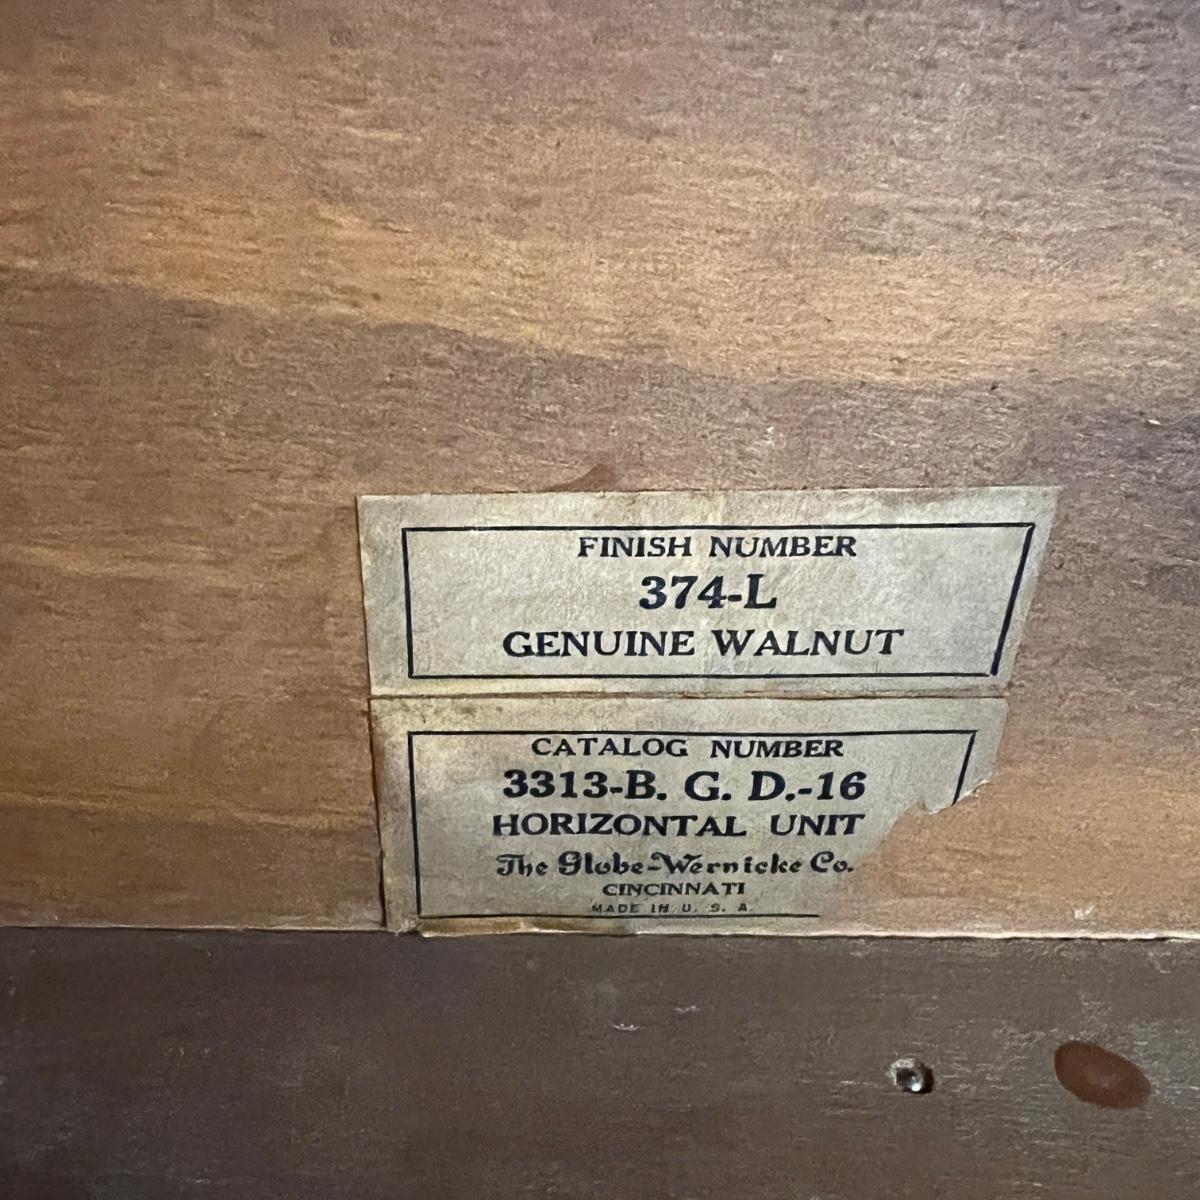 FINISH NUMBER
374-L
GENUINE WALNUT
CATALOG NUMBER
3313-B. G. D.-16
HORIZONTAL UNIT
The Globe-Wernicke Co.
CINCINNATI
MADE IN U. S. A.